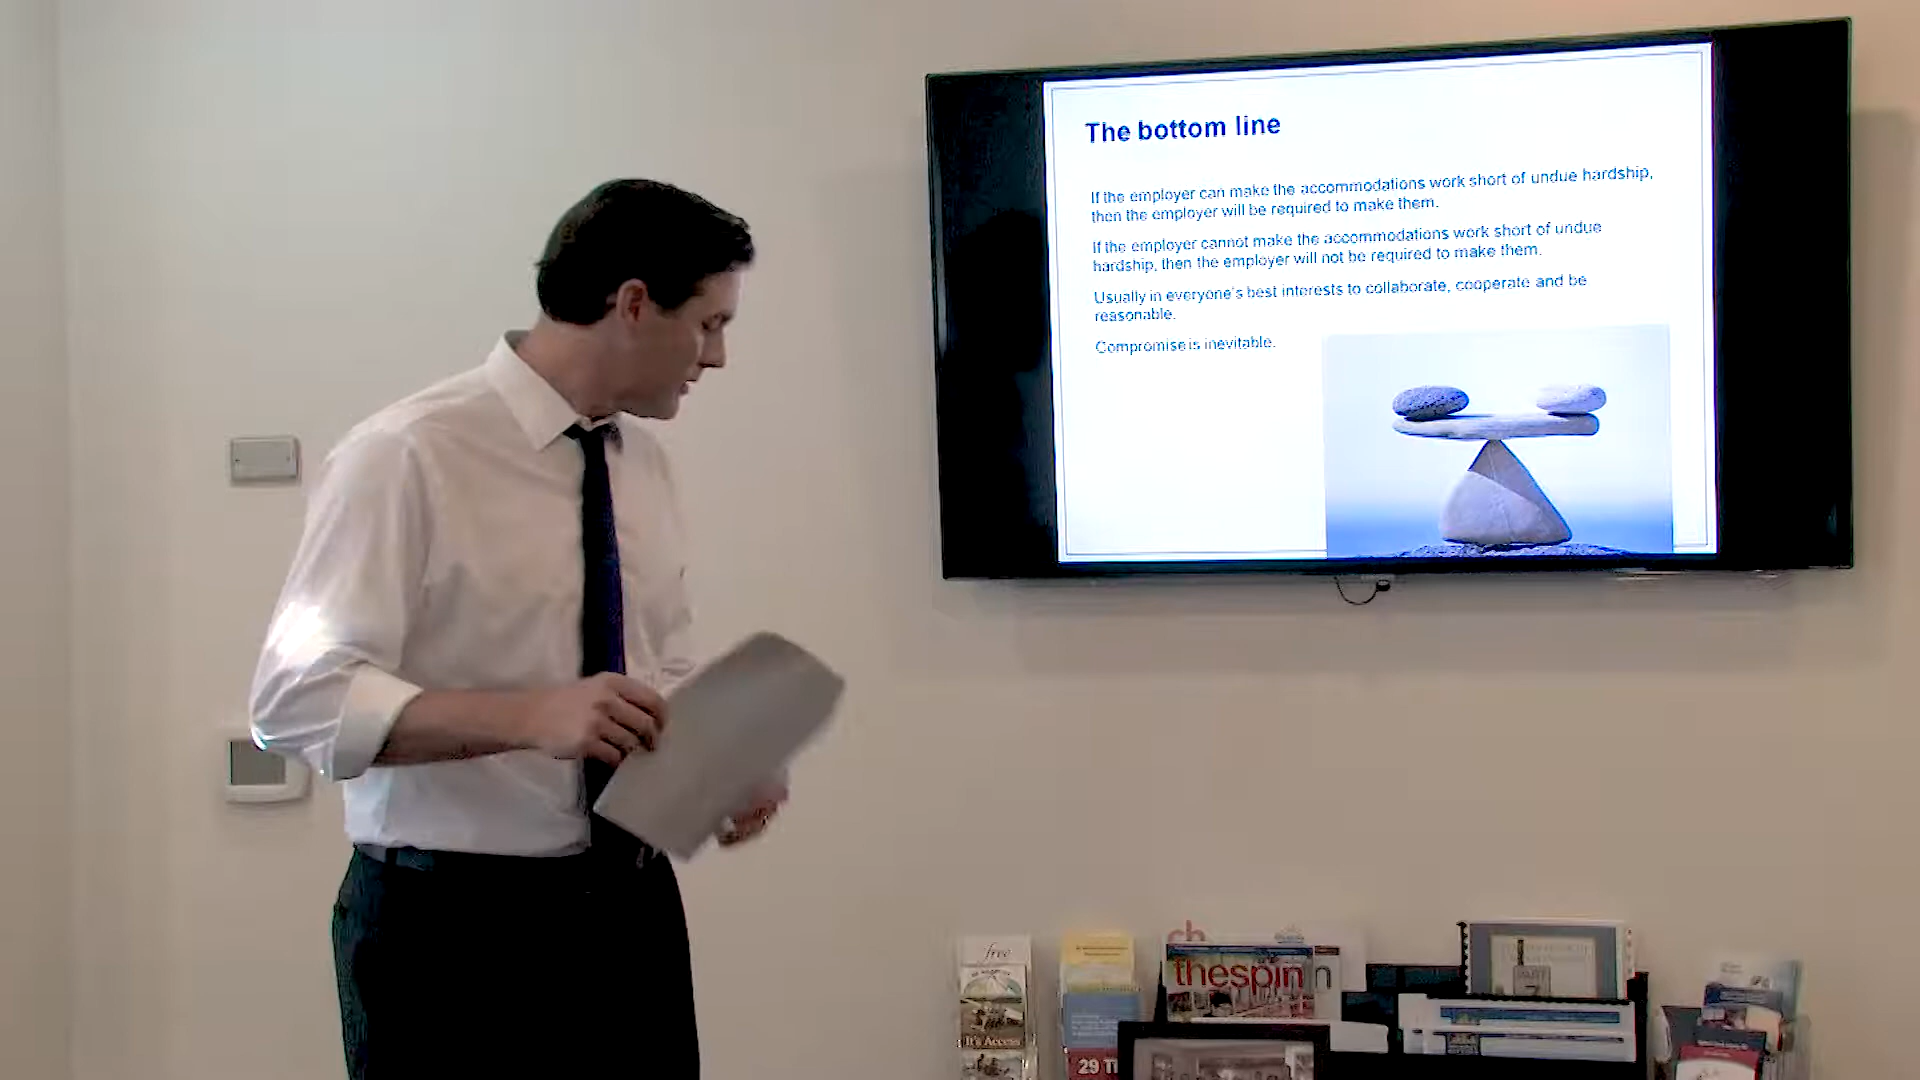 The bottom line
If the employer can make the accommodations work short of undue hardship,
then the employer will be required to make them.
If the employer cannot make the accommodations work short of undue
hardship, then the employer will not be required to make them.
Usually in everyone's best interests to collaborate, cooperate and be
reasonable.
Compromise is inevitable.
free
ch
thespin
n
It's Access
29